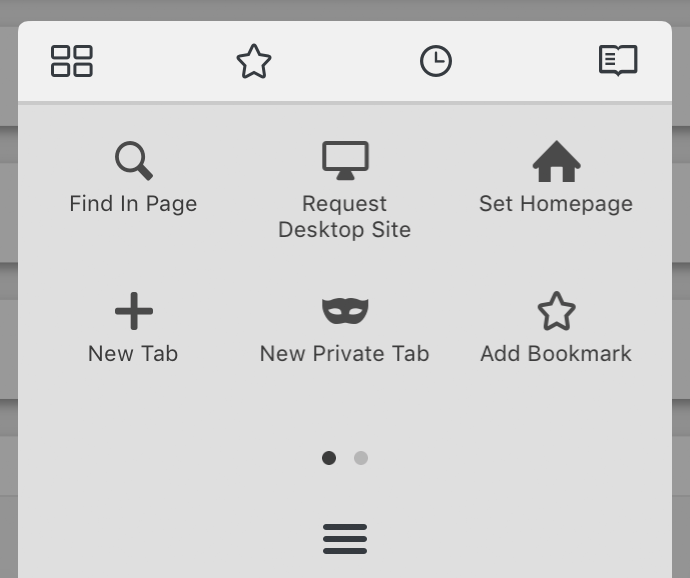 Find In Page
Request
Desktop Site
Set Homepage
New Tab
New Private Tab
Add Bookmark